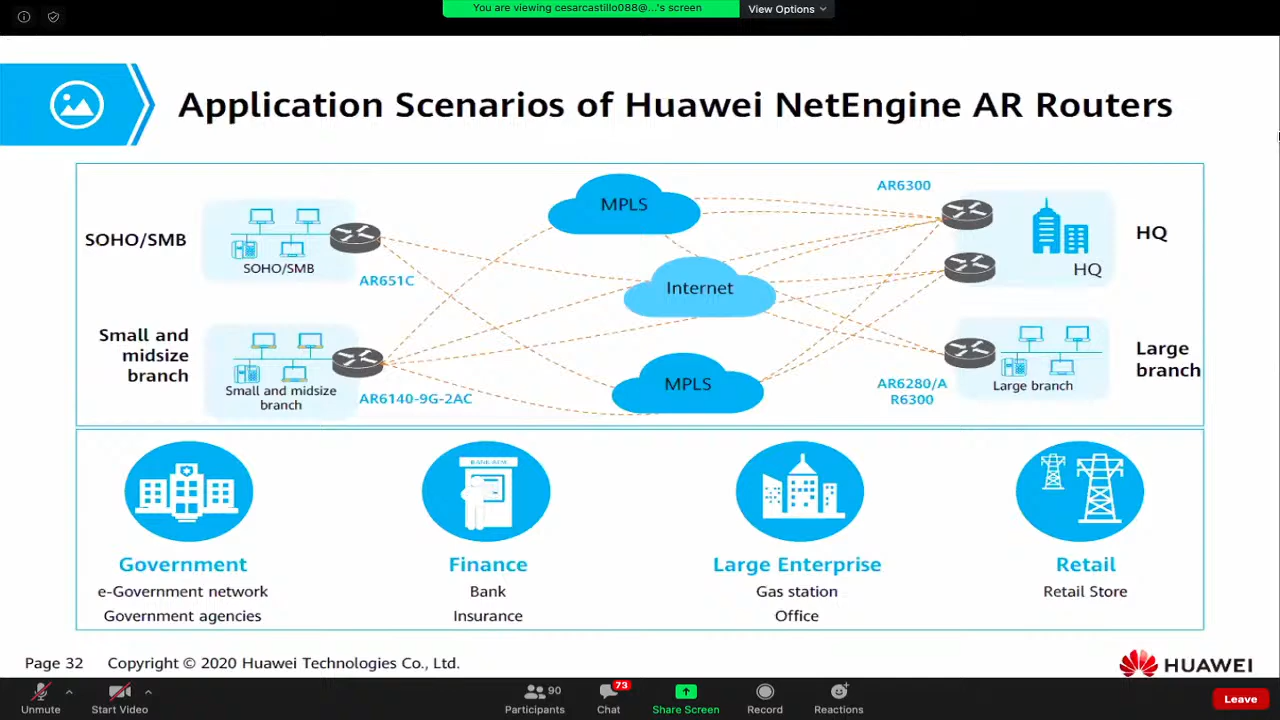 You are viewing cesarcastillo088@...'s screen
View Options
Application Scenarios of Huawei NetEngine AR Routers
SOHO/SMB
SOHO/SMB
AR651C
MPLS
Internet
MPLS
AR6300
HQ
HQ
Small and
midsize
branch
Small and midsize
branch
AR6140-9G-2AC
AR6280/A
R6300
Large branch
Large
branch
BANK ATM
Government
e-Government network
Government agencies
Finance
Bank
Insurance
Large Enterprise
Gas station
Office
Retail
Retail Store
Page 32
Copyright © 2020 Huawei Technologies Co., Ltd.
HUAWEI
Unmute
Start Video
90
Participants
73
Chat
Share Screen
Record
Reactions
Leave